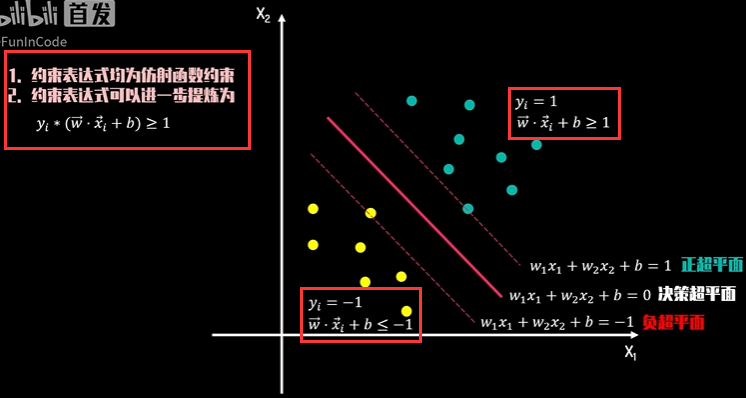 bilibili 首发
FunInCode
X₂
1. 约束表达式均为仿射函数约束
2. 约束表达式可以进一步提炼为
yᵢ * (w⃗ · x⃗ᵢ + b) ≥ 1
yᵢ = 1
w⃗ · x⃗ᵢ + b ≥ 1
w₁x₁ + w₂x₂ + b = 1 正超平面
w₁x₁ + w₂x₂ + b = 0 决策超平面
yᵢ = −1
w⃗ · x⃗ᵢ + b ≤ −1
w₁x₁ + w₂x₂ + b = −1 负超平面
X₁